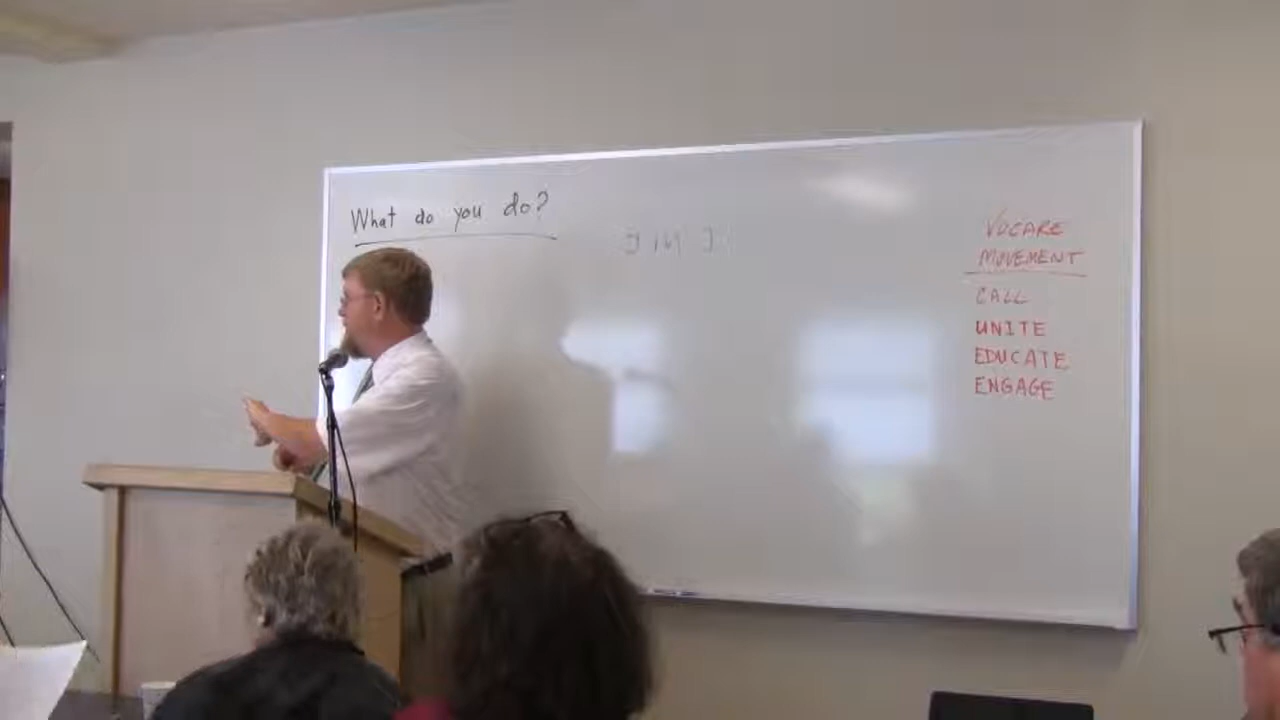 What do you do?
VOCARE
MOVEMENT
CALL
UNITE
EDUCATE
ENGAGE